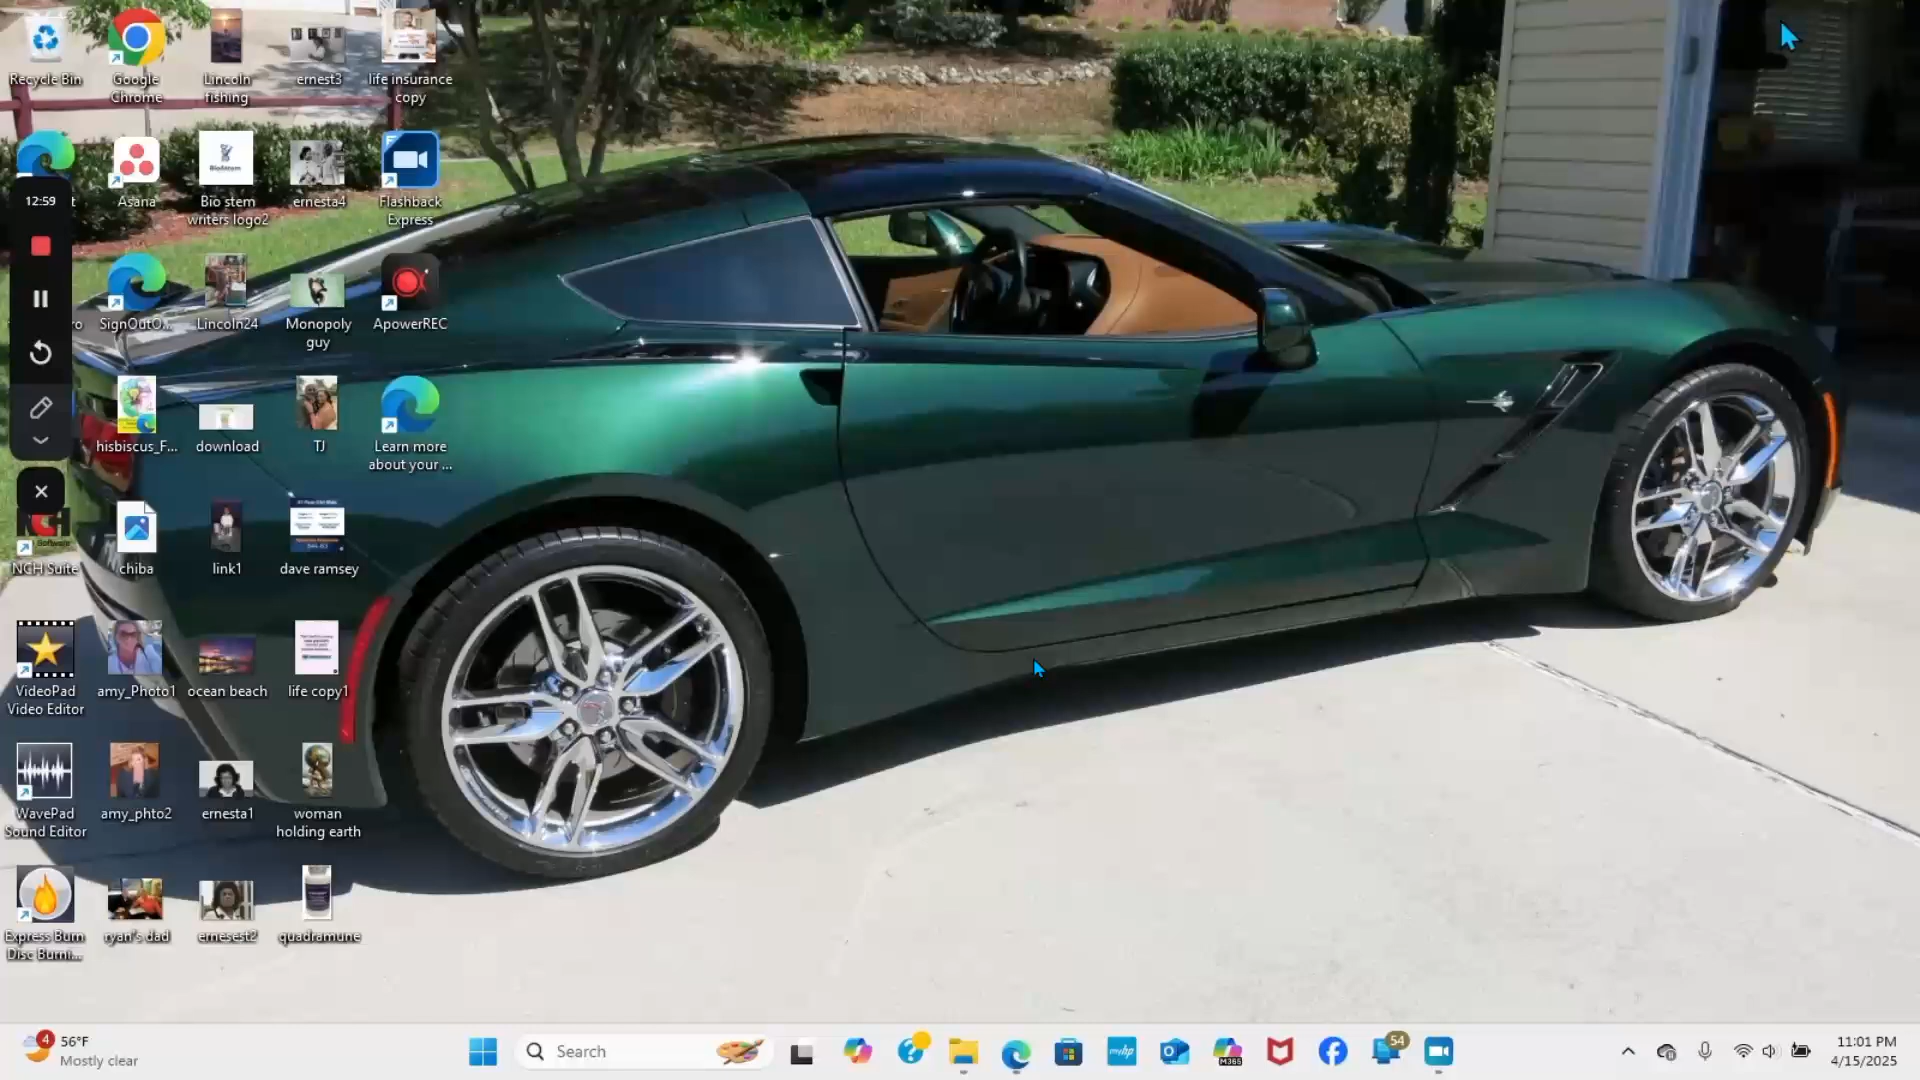 Recycle Bin
Google
Chrome
Lincoln
fishing
ernest3
life insurance
copy
Asana
Bio stem
writers logo2
ernesta4
Flashback
Express
12:59
SignOutO...
Lincoln24
Monopoly
guy
ApowerREC
hisbiscus_F...
download
TJ
Learn more
about your ...
NCH Suite
chiba
link1
dave ramsey
VideoPad
Video Editor
amy_Photo1
ocean beach
life copy1
WavePad
Sound Editor
amy_phto2
ernesta1
woman
holding earth
Express Burn
Disc Burni...
ryan's dad
ernesest2
quadramune
4
56°F
Mostly clear
Search
myhp
M365
54
11:01 PM
4/15/2025